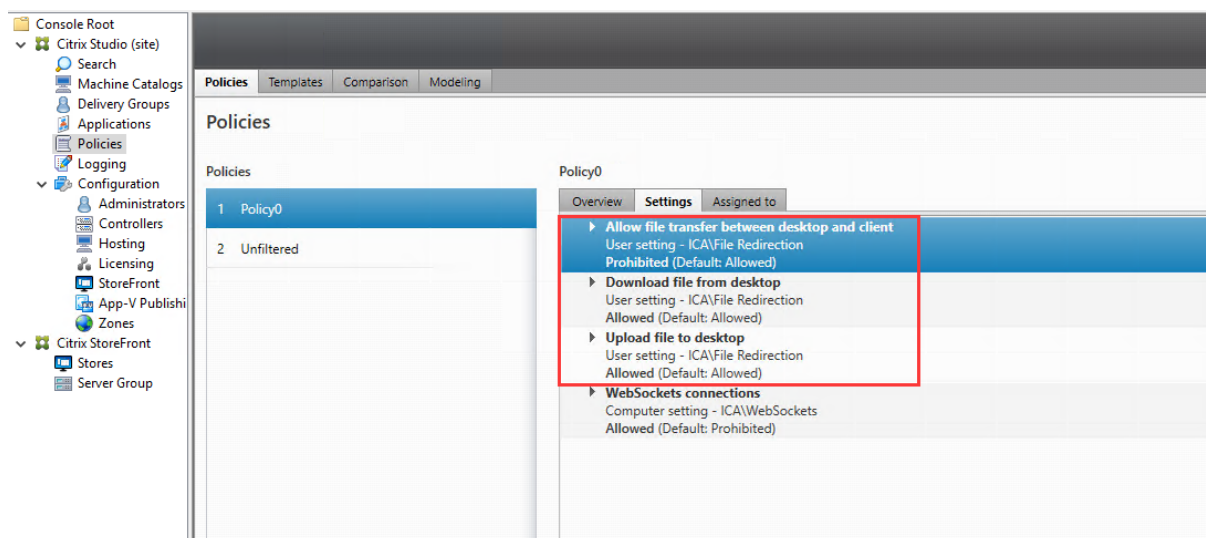 Console Root
Citrix Studio (site)
Search
Machine Catalogs
Delivery Groups
Applications
Policies
Logging
Configuration
Administrators
Controllers
Hosting
Licensing
StoreFront
App-V Publishi
Zones
Citrix StoreFront
Stores
Server Group
Policies Templates Comparison Modeling
Policies
Policies
1 Policy0
2 Unfiltered
Policy0
Overview Settings Assigned to
Allow file transfer between desktop and client
User setting - ICA\File Redirection
Prohibited (Default: Allowed)
Download file from desktop
User setting - ICA\File Redirection
Allowed (Default: Allowed)
Upload file to desktop
User setting - ICA\File Redirection
Allowed (Default: Allowed)
WebSockets connections
Computer setting - ICA\WebSockets
Allowed (Default: Prohibited)